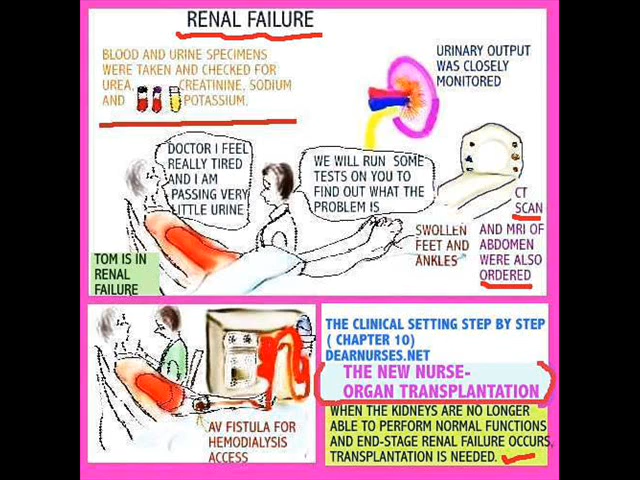 RENAL FAILURE
BLOOD AND URINE SPECIMENS
WERE TAKEN AND CHECKED FOR
UREA, CREATININE, SODIUM
AND POTASSIUM.
URINARY OUTPUT
WAS CLOSELY
MONITORED
DOCTOR I FEEL
REALLY TIRED
AND I AM
PASSING VERY
LITTLE URINE
WE WILL RUN SOME
TESTS ON YOU TO
FIND OUT WHAT THE
PROBLEM IS
CT
SCAN
AND MRI OF
ABDOMEN
WERE ALSO
ORDERED
SWOLLEN
FEET AND
ANKLES
TOM IS IN
RENAL
FAILURE
AV FISTULA FOR
HEMODIALYSIS
ACCESS
THE CLINICAL SETTING STEP BY STEP
( CHAPTER 10)
DEARNURSES.NET
THE NEW NURSE-
ORGAN TRANSPLANTATION
WHEN THE KIDNEYS ARE NO LONGER
ABLE TO PERFORM NORMAL FUNCTIONS
AND END-STAGE RENAL FAILURE OCCURS,
TRANSPLANTATION IS NEEDED.